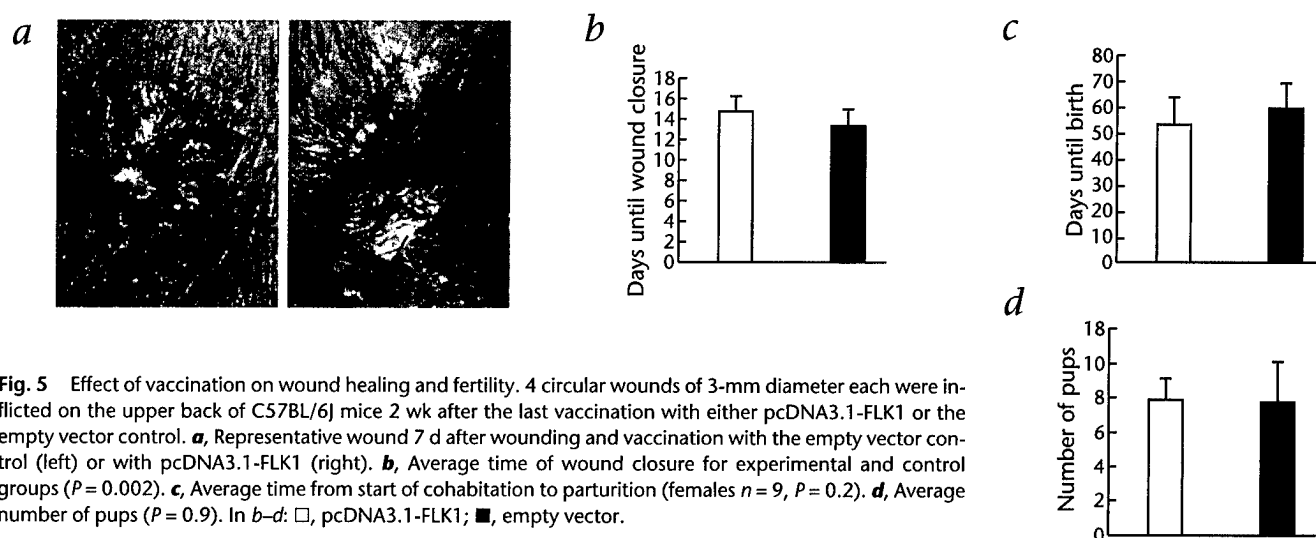 a
b
Days until wound closure
18
16
14
12
10
8
6
4
2
0
c
Days until birth
80
70
60
50
40
30
20
10
0
d
Number of pups
18
10
8
6
4
2
0
Fig. 5 Effect of vaccination on wound healing and fertility. 4 circular wounds of 3-mm diameter each were in-
flicted on the upper back of C57BL/6J mice 2 wk after the last vaccination with either pcDNA3.1-FLK1 or the
empty vector control. a, Representative wound 7 d after wounding and vaccination with the empty vector con-
trol (left) or with pcDNA3.1-FLK1 (right). b, Average time of wound closure for experimental and control
groups (P = 0.002). c, Average time from start of cohabitation to parturition (females n = 9, P = 0.2). d, Average
number of pups (P = 0.9). In b–d: □, pcDNA3.1-FLK1; ■, empty vector.